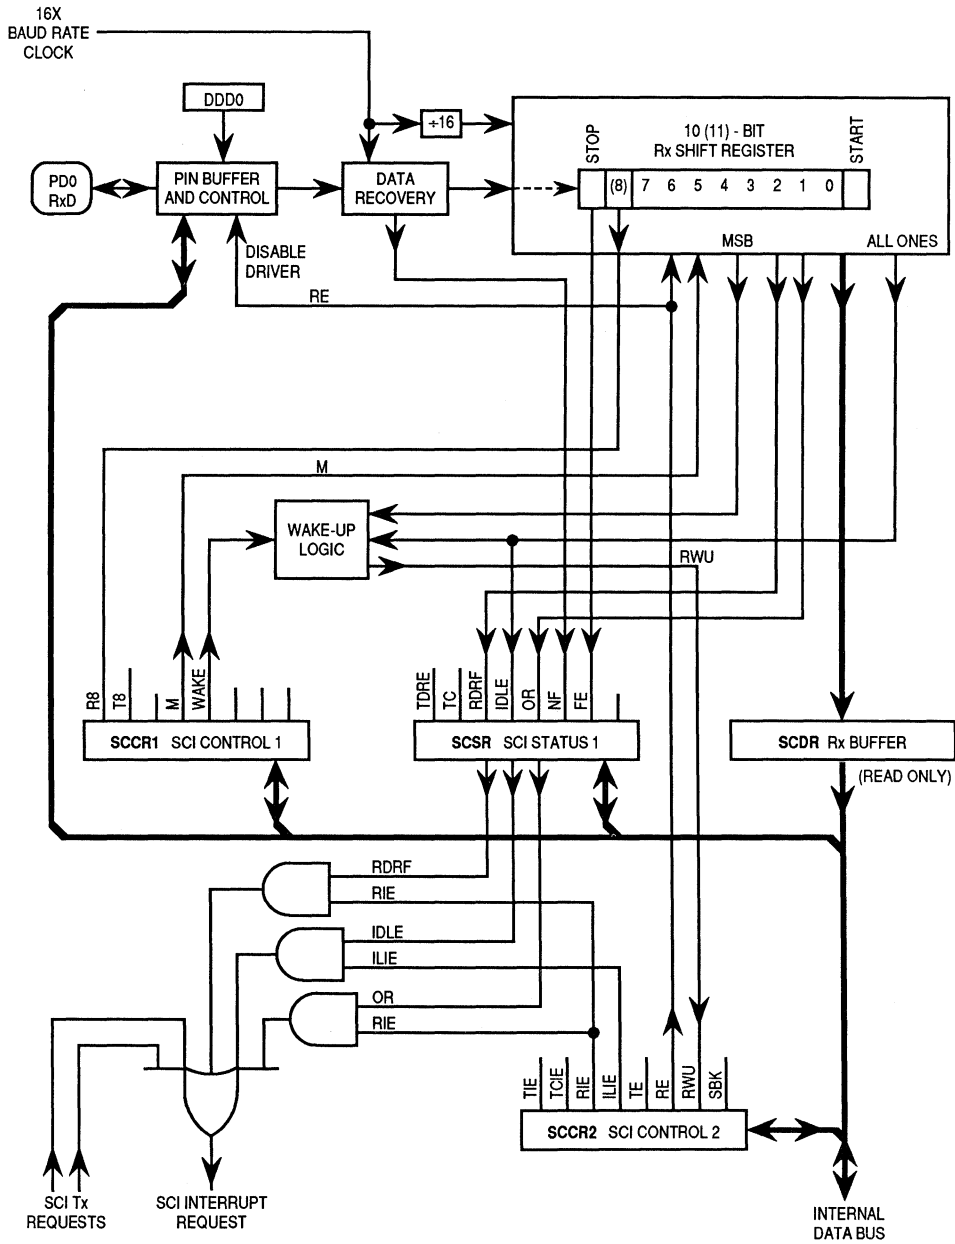 16X
BAUD RATE
CLOCK
DDD0
÷16
10 (11) - BIT
Rx SHIFT REGISTER
STOP
START
PD0
RxD
PIN BUFFER
AND CONTROL
DATA
RECOVERY
(8) 7 6 5 4 3 2 1 0
DISABLE
DRIVER
MSB
ALL ONES
RE
M
WAKE-UP
LOGIC
RWU
R8
T8
M
WAKE
TDRE
TC
RDRF
IDLE
OR
NF
FE
SCCR1 SCI CONTROL 1
SCSR SCI STATUS 1
SCDR Rx BUFFER
(READ ONLY)
RDRF
RIE
IDLE
ILIE
OR
RIE
TIE
TCIE
RIE
ILIE
TE
RE
RWU
SBK
SCCR2 SCI CONTROL 2
SCI Tx
REQUESTS
SCI INTERRUPT
REQUEST
INTERNAL
DATA BUS